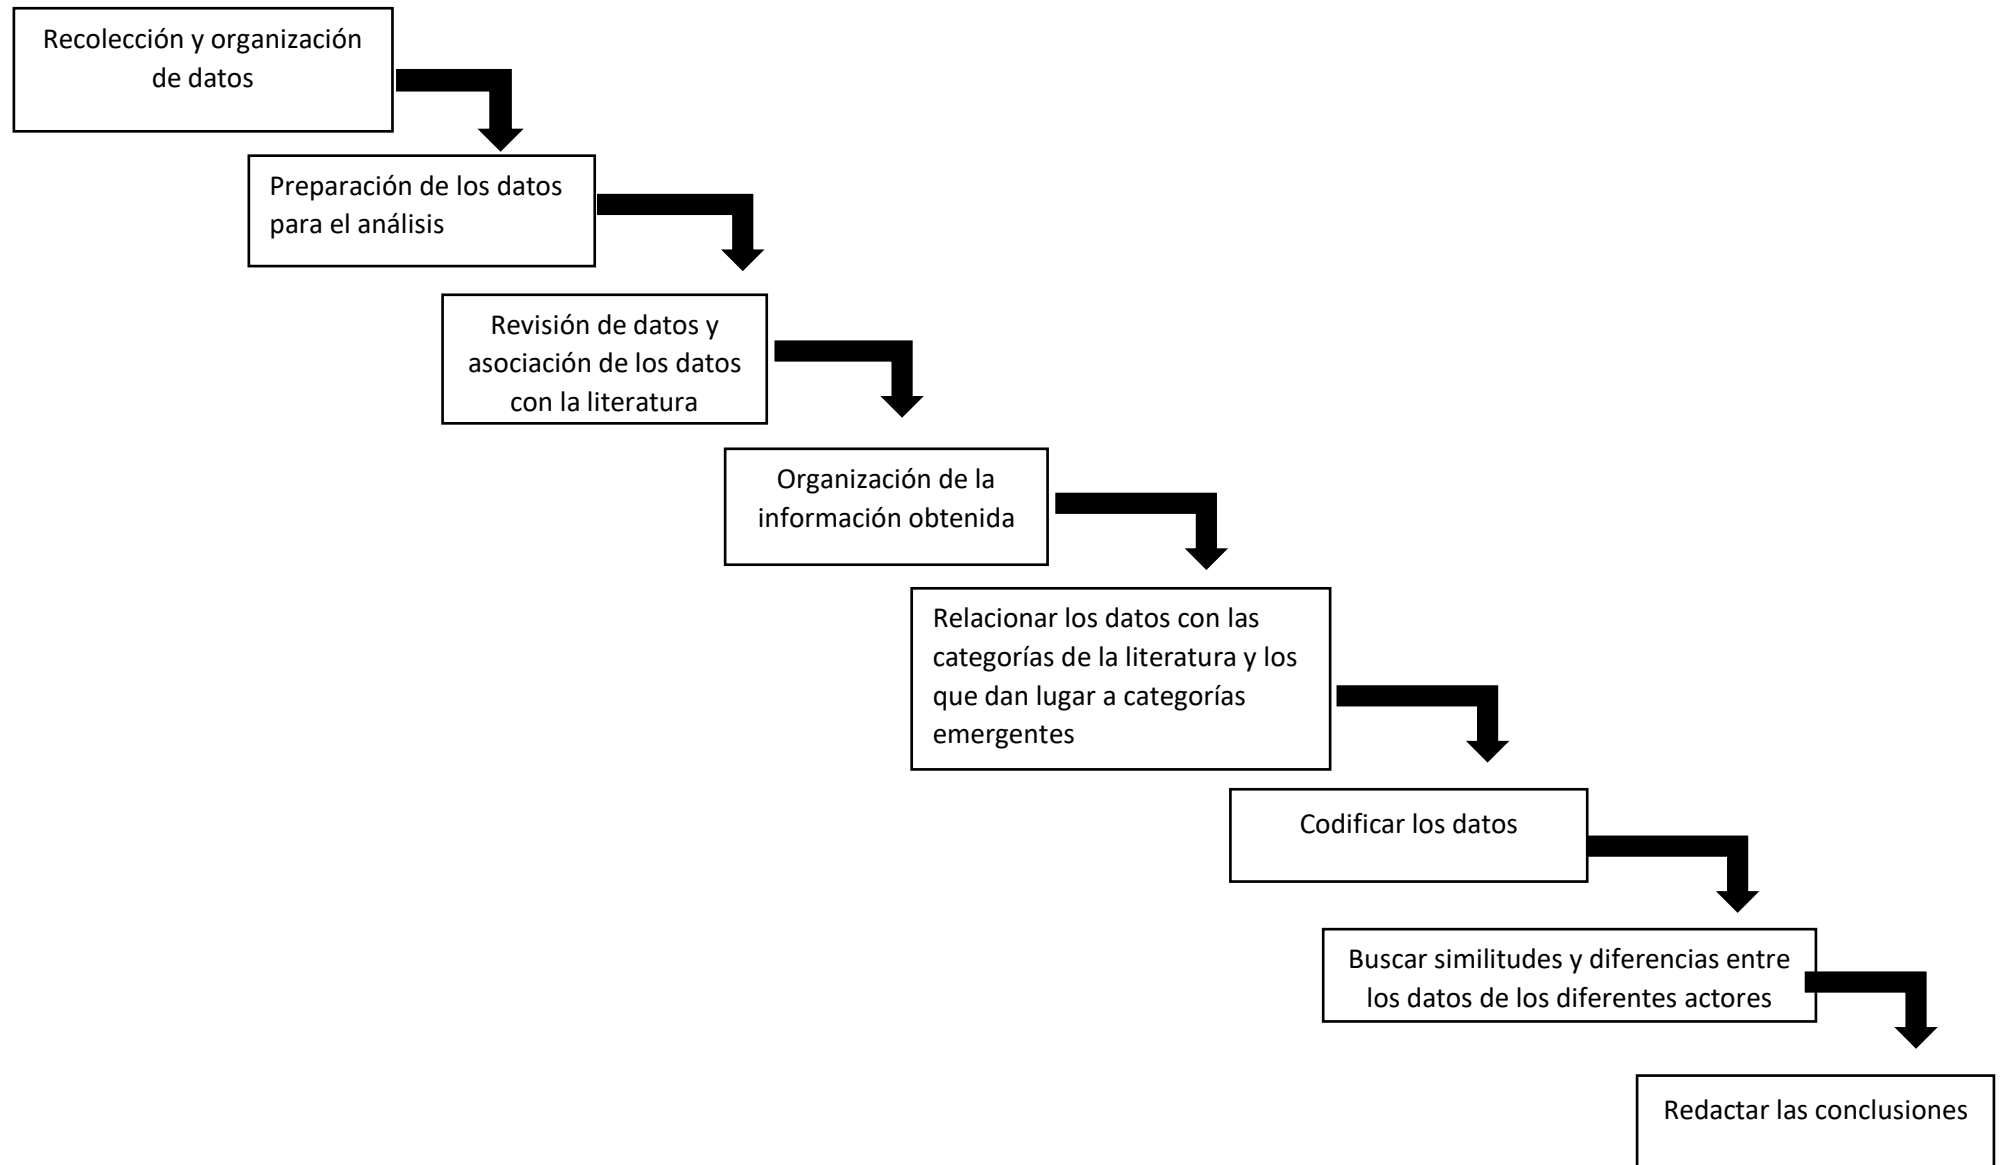 Recolección y organización
de datos
Preparación de los datos
para el análisis
Revisión de datos y
asociación de los datos
con la literatura
Organización de la
información obtenida
Relacionar los datos con las
categorías de la literatura y los
que dan lugar a categorías
emergentes
Codificar los datos
Buscar similitudes y diferencias entre
los datos de los diferentes actores
Redactar las conclusiones